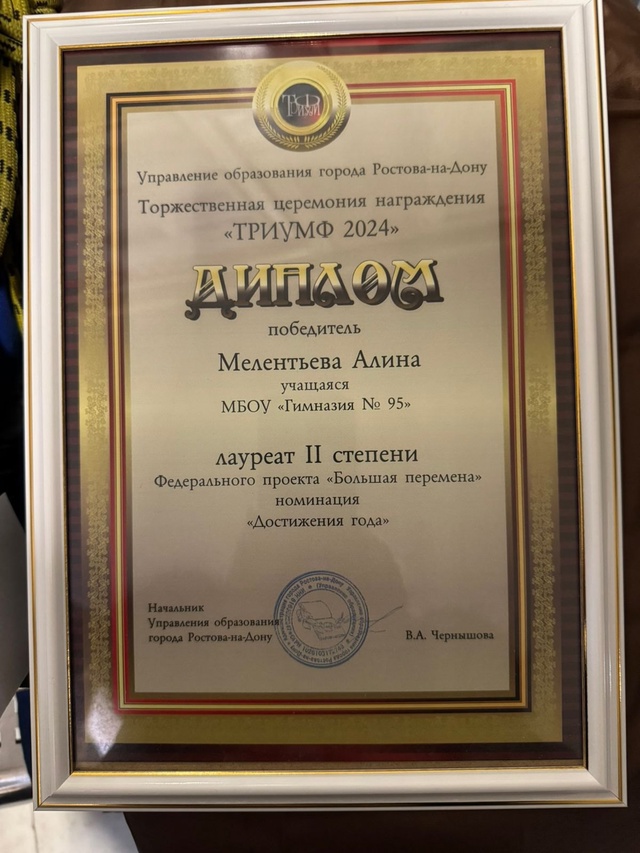 ТРИУМФ
Управление образования города Ростова-на-Дону
Торжественная церемония награждения
«ТРИУМФ 2024»
ДИПЛОМ
победитель
Мелентьева Алина
учащаяся
МБОУ «Гимназия № 95»
лауреат II степени
Федерального проекта «Большая перемена»
номинация
«Достижения года»
Начальник
Управления образования
города Ростова-на-Дону
В.А. Чернышова